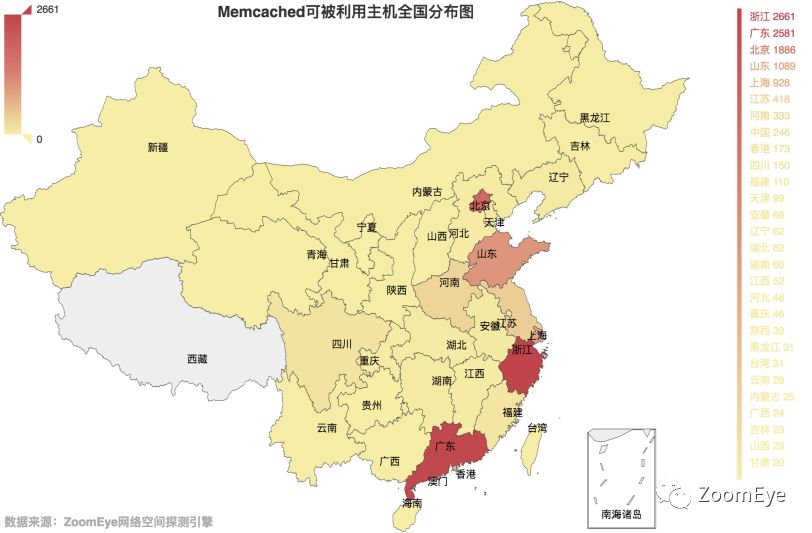 Memcached可被利用主机全国分布图
2661
0
浙江 2661
广东 2581
北京 1886
山东 1089
上海 928
江苏 418
河南 333
中国 246
香港 173
四川 150
福建 110
天津 99
安徽 69
辽宁 62
湖北 62
湖南 60
江西 52
河北 48
重庆 48
陕西 39
黑龙江 31
台湾 31
云南 28
内蒙古 25
广西 24
吉林 23
山西 23
甘肃 20
黑龙江
吉林
新疆
辽宁
内蒙古
北京
天津
宁夏
山西
河北
青海
甘肃
山东
陕西
河南
安徽
江苏
上海
四川
湖北
浙江
西藏
重庆
江西
湖南
贵州
福建
云南
台湾
广东
广西
香港
澳门
海南
南海诸岛
ZoomEye
数据来源：ZoomEye网络空间探测引擎